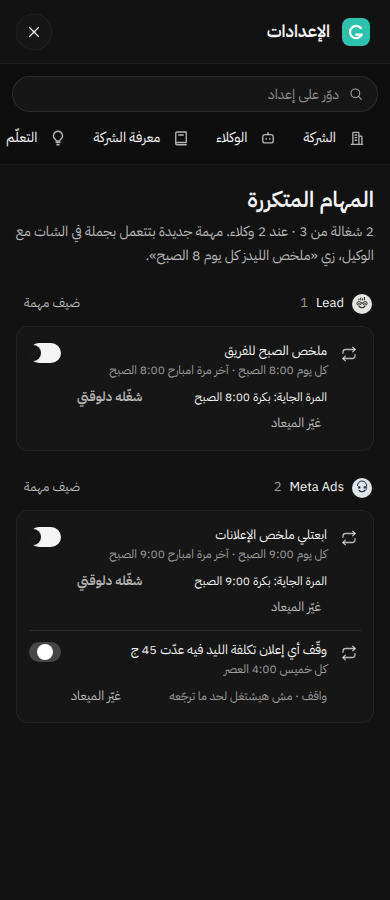 الإعدادات
دوّر على إعداد
الشركة
الوكلاء
معرفة الشركة
التعلّم
المهام المتكررة
2 شغالة من 3 · عند 2 وكلاء. مهمة جديدة بتتعمل بجملة في الشات مع
الوكيل، زي «ملخص الليدز كل يوم 8 الصبح».
Lead 1 ضيف مهمة
ملخص الصبح للفريق
كل يوم 8:00 الصبح · آخر مرة امبارح 8:00 الصبح
المرة الجاية: بكرة 8:00 الصبح شغّله دلوقتي
غيّر الميعاد
Meta Ads 2 ضيف مهمة
ابعتلي ملخص الإعلانات
كل يوم 9:00 الصبح · آخر مرة امبارح 9:00 الصبح
المرة الجاية: بكرة 9:00 الصبح شغّله دلوقتي
غيّر الميعاد
وقّف أي إعلان تكلفة الليد فيه عدّت 45 ج
كل خميس 4:00 العصر
واقف · مش هيشتغل لحد ما ترجّعه غيّر الميعاد